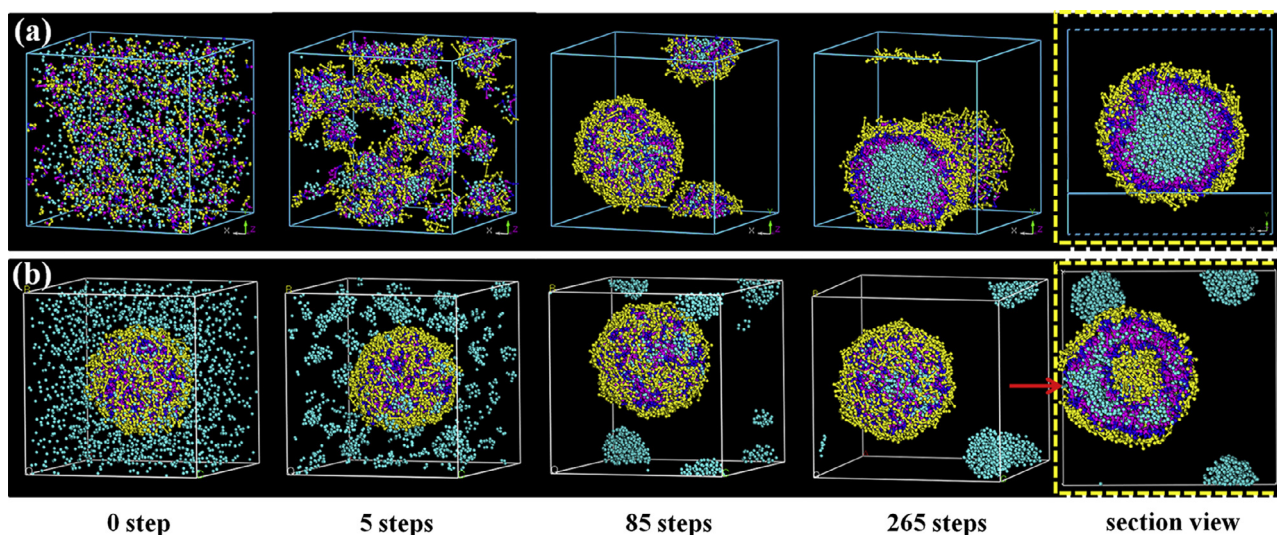 (a)
X Z
X Z
X Z
X Z
X Y
(b)
B
B
B
0 step
5 steps
85 steps
265 steps
section view